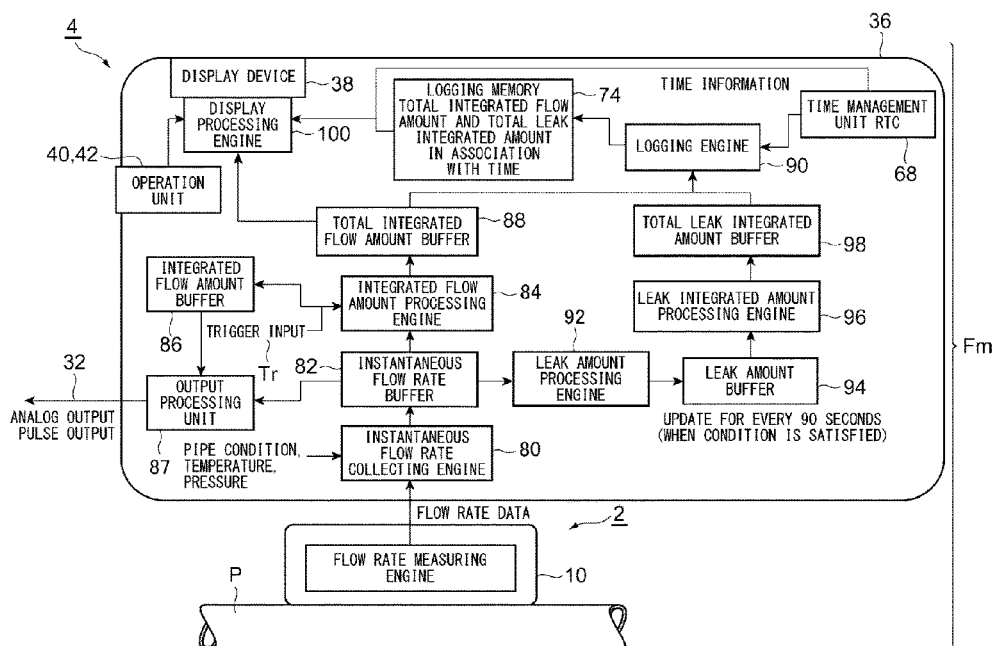 4
36
DISPLAY DEVICE
38
DISPLAY
PROCESSING
ENGINE
100
LOGGING MEMORY
TOTAL INTEGRATED FLOW
AMOUNT AND TOTAL LEAK
INTEGRATED AMOUNT
IN ASSOCIATION
WITH TIME
74
TIME INFORMATION
TIME MANAGEMENT
UNIT RTC
68
LOGGING ENGINE
90
40,42
OPERATION
UNIT
TOTAL INTEGRATED
FLOW AMOUNT BUFFER
88
TOTAL LEAK INTEGRATED
AMOUNT BUFFER
98
INTEGRATED
FLOW AMOUNT
BUFFER
86
TRIGGER INPUT
Tr
INTEGRATED FLOW
AMOUNT PROCESSING
ENGINE
84
LEAK INTEGRATED AMOUNT
PROCESSING ENGINE
96
92
Fm
32
ANALOG OUTPUT
PULSE OUTPUT
OUTPUT
PROCESSING
UNIT
87
82
INSTANTANEOUS
FLOW RATE
BUFFER
LEAK AMOUNT
PROCESSING
ENGINE
LEAK AMOUNT
BUFFER
94
UPDATE FOR EVERY 90 SECONDS
(WHEN CONDITION IS SATISFIED)
PIPE CONDITION,
TEMPERATURE,
PRESSURE
INSTANTANEOUS
FLOW RATE
COLLECTING ENGINE
80
FLOW RATE DATA
2
FLOW RATE MEASURING
ENGINE
10
P